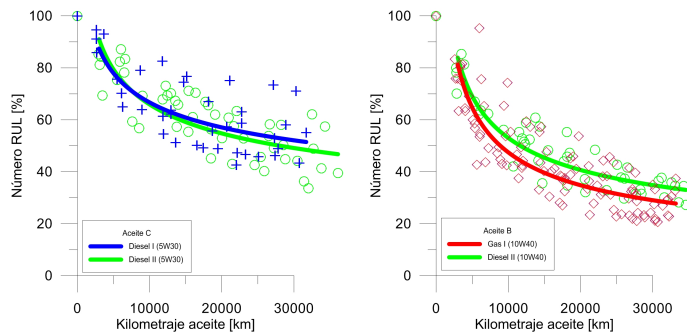 100
80
60
40
20
0
Número RUL [%]
Aceite C
Diesel I (5W30)
Diesel II (5W30)
0 10000 20000 30000
Kilometraje aceite [km]
100
80
60
40
20
0
Número RUL [%]
Aceite B
Gas I (10W40)
Diesel II (10W40)
0 10000 20000 30000
Kilometraje aceite [km]